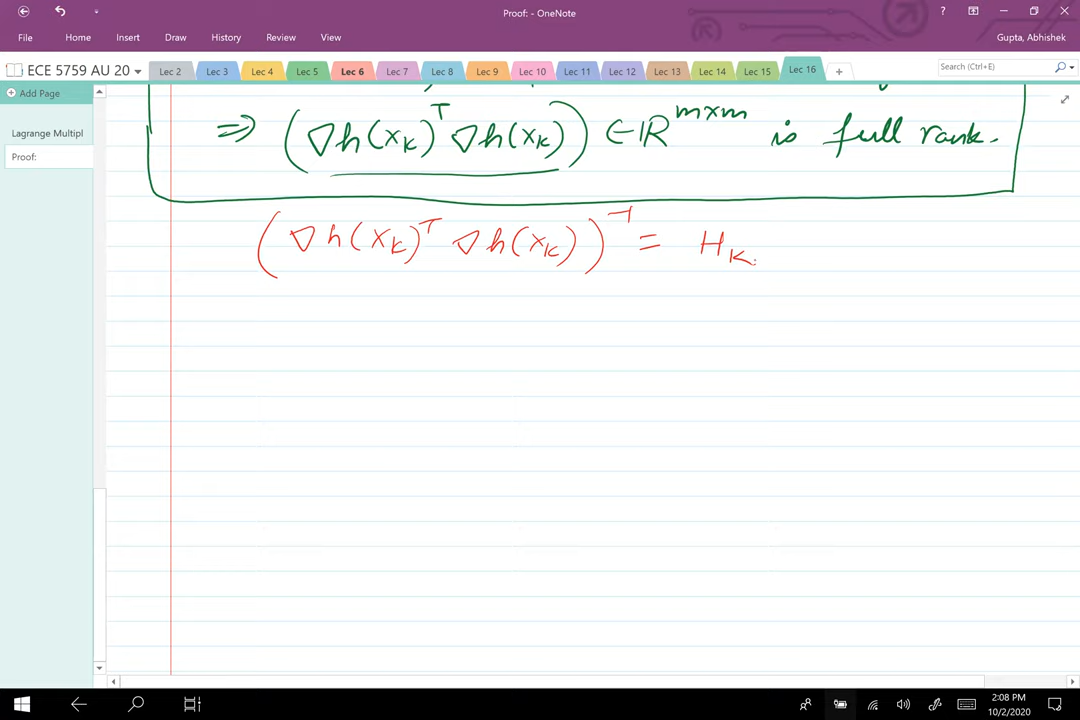 Proof: - OneNote
? Gupta, Abhishek
File Home Insert Draw History Review View
ECE 5759 AU 20 Lec 2 Lec 3 Lec 4 Lec 5 Lec 6 Lec 7 Lec 8 Lec 9 Lec 10 Lec 11 Lec 12 Lec 13 Lec 14 Lec 15 Lec 16 + Search (Ctrl+E)
Add Page
Lagrange Multipl
Proof:
⇒ (∇h(x_K)^T ∇h(x_K)) ∈ ℝ^{m×m} is full rank.
(∇h(x_K)^T ∇h(x_K))^{-1} = H_K
2:08 PM
10/2/2020